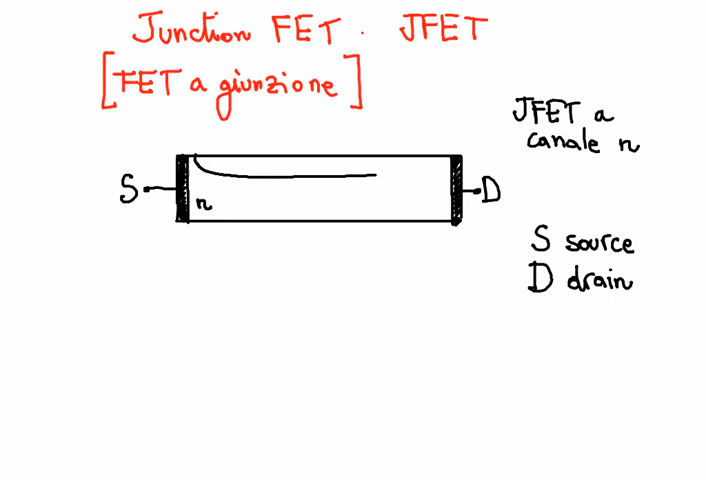 Junction FET. JFET
[FET a giunzione]
JFET a
canale n
S
n
D
S source
D drain